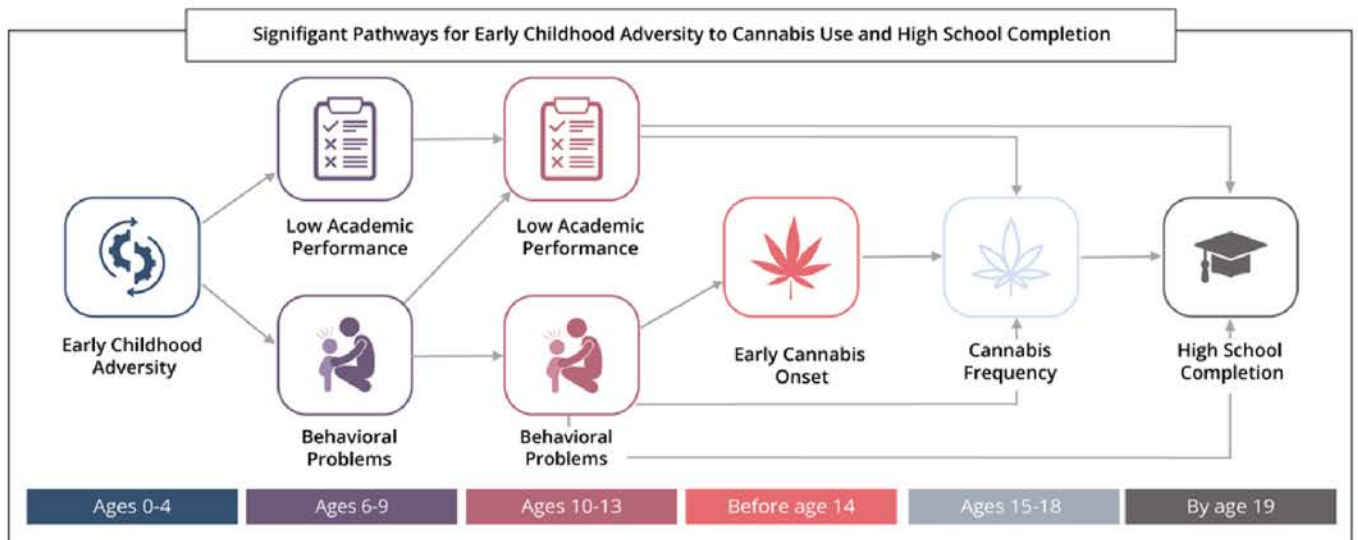 Signifigant Pathways for Early Childhood Adversity to Cannabis Use and High School Completion
Low Academic
Performance
Low Academic
Performance
Early Childhood
Adversity
Early Cannabis
Onset
Cannabis
Frequency
High School
Completion
Behavioral
Problems
Behavioral
Problems
Ages 0-4
Ages 6-9
Ages 10-13
Before age 14
Ages 15-18
By age 19